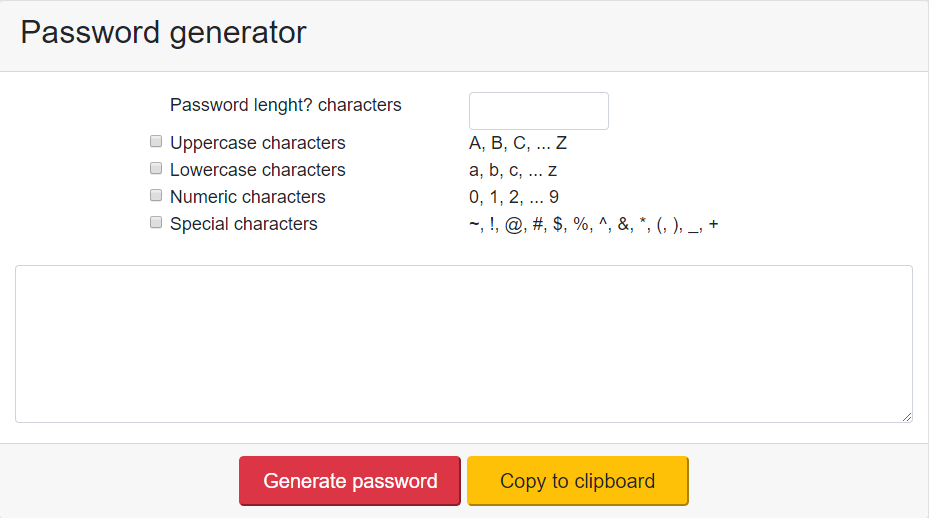 Password generator
Password lenght? characters
Uppercase characters A, B, C, ... Z
Lowercase characters a, b, c, ... z
Numeric characters 0, 1, 2, ... 9
Special characters ~, !, @, #, $, %, ^, &, *, (, ), _, +
Generate password Copy to clipboard